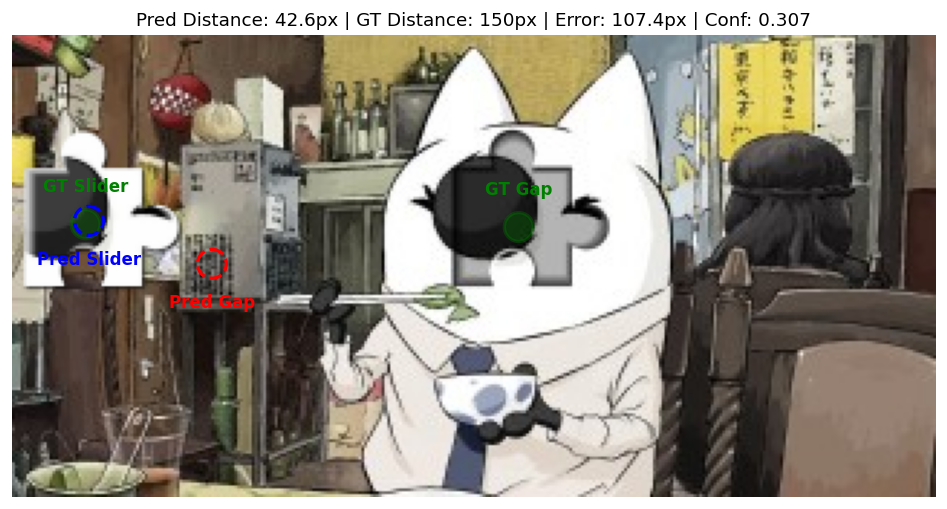 Pred Distance: 42.6px | GT Distance: 150px | Error: 107.4px | Conf: 0.307
GT Slider
GT Gap
Pred Slider
Pred Gap